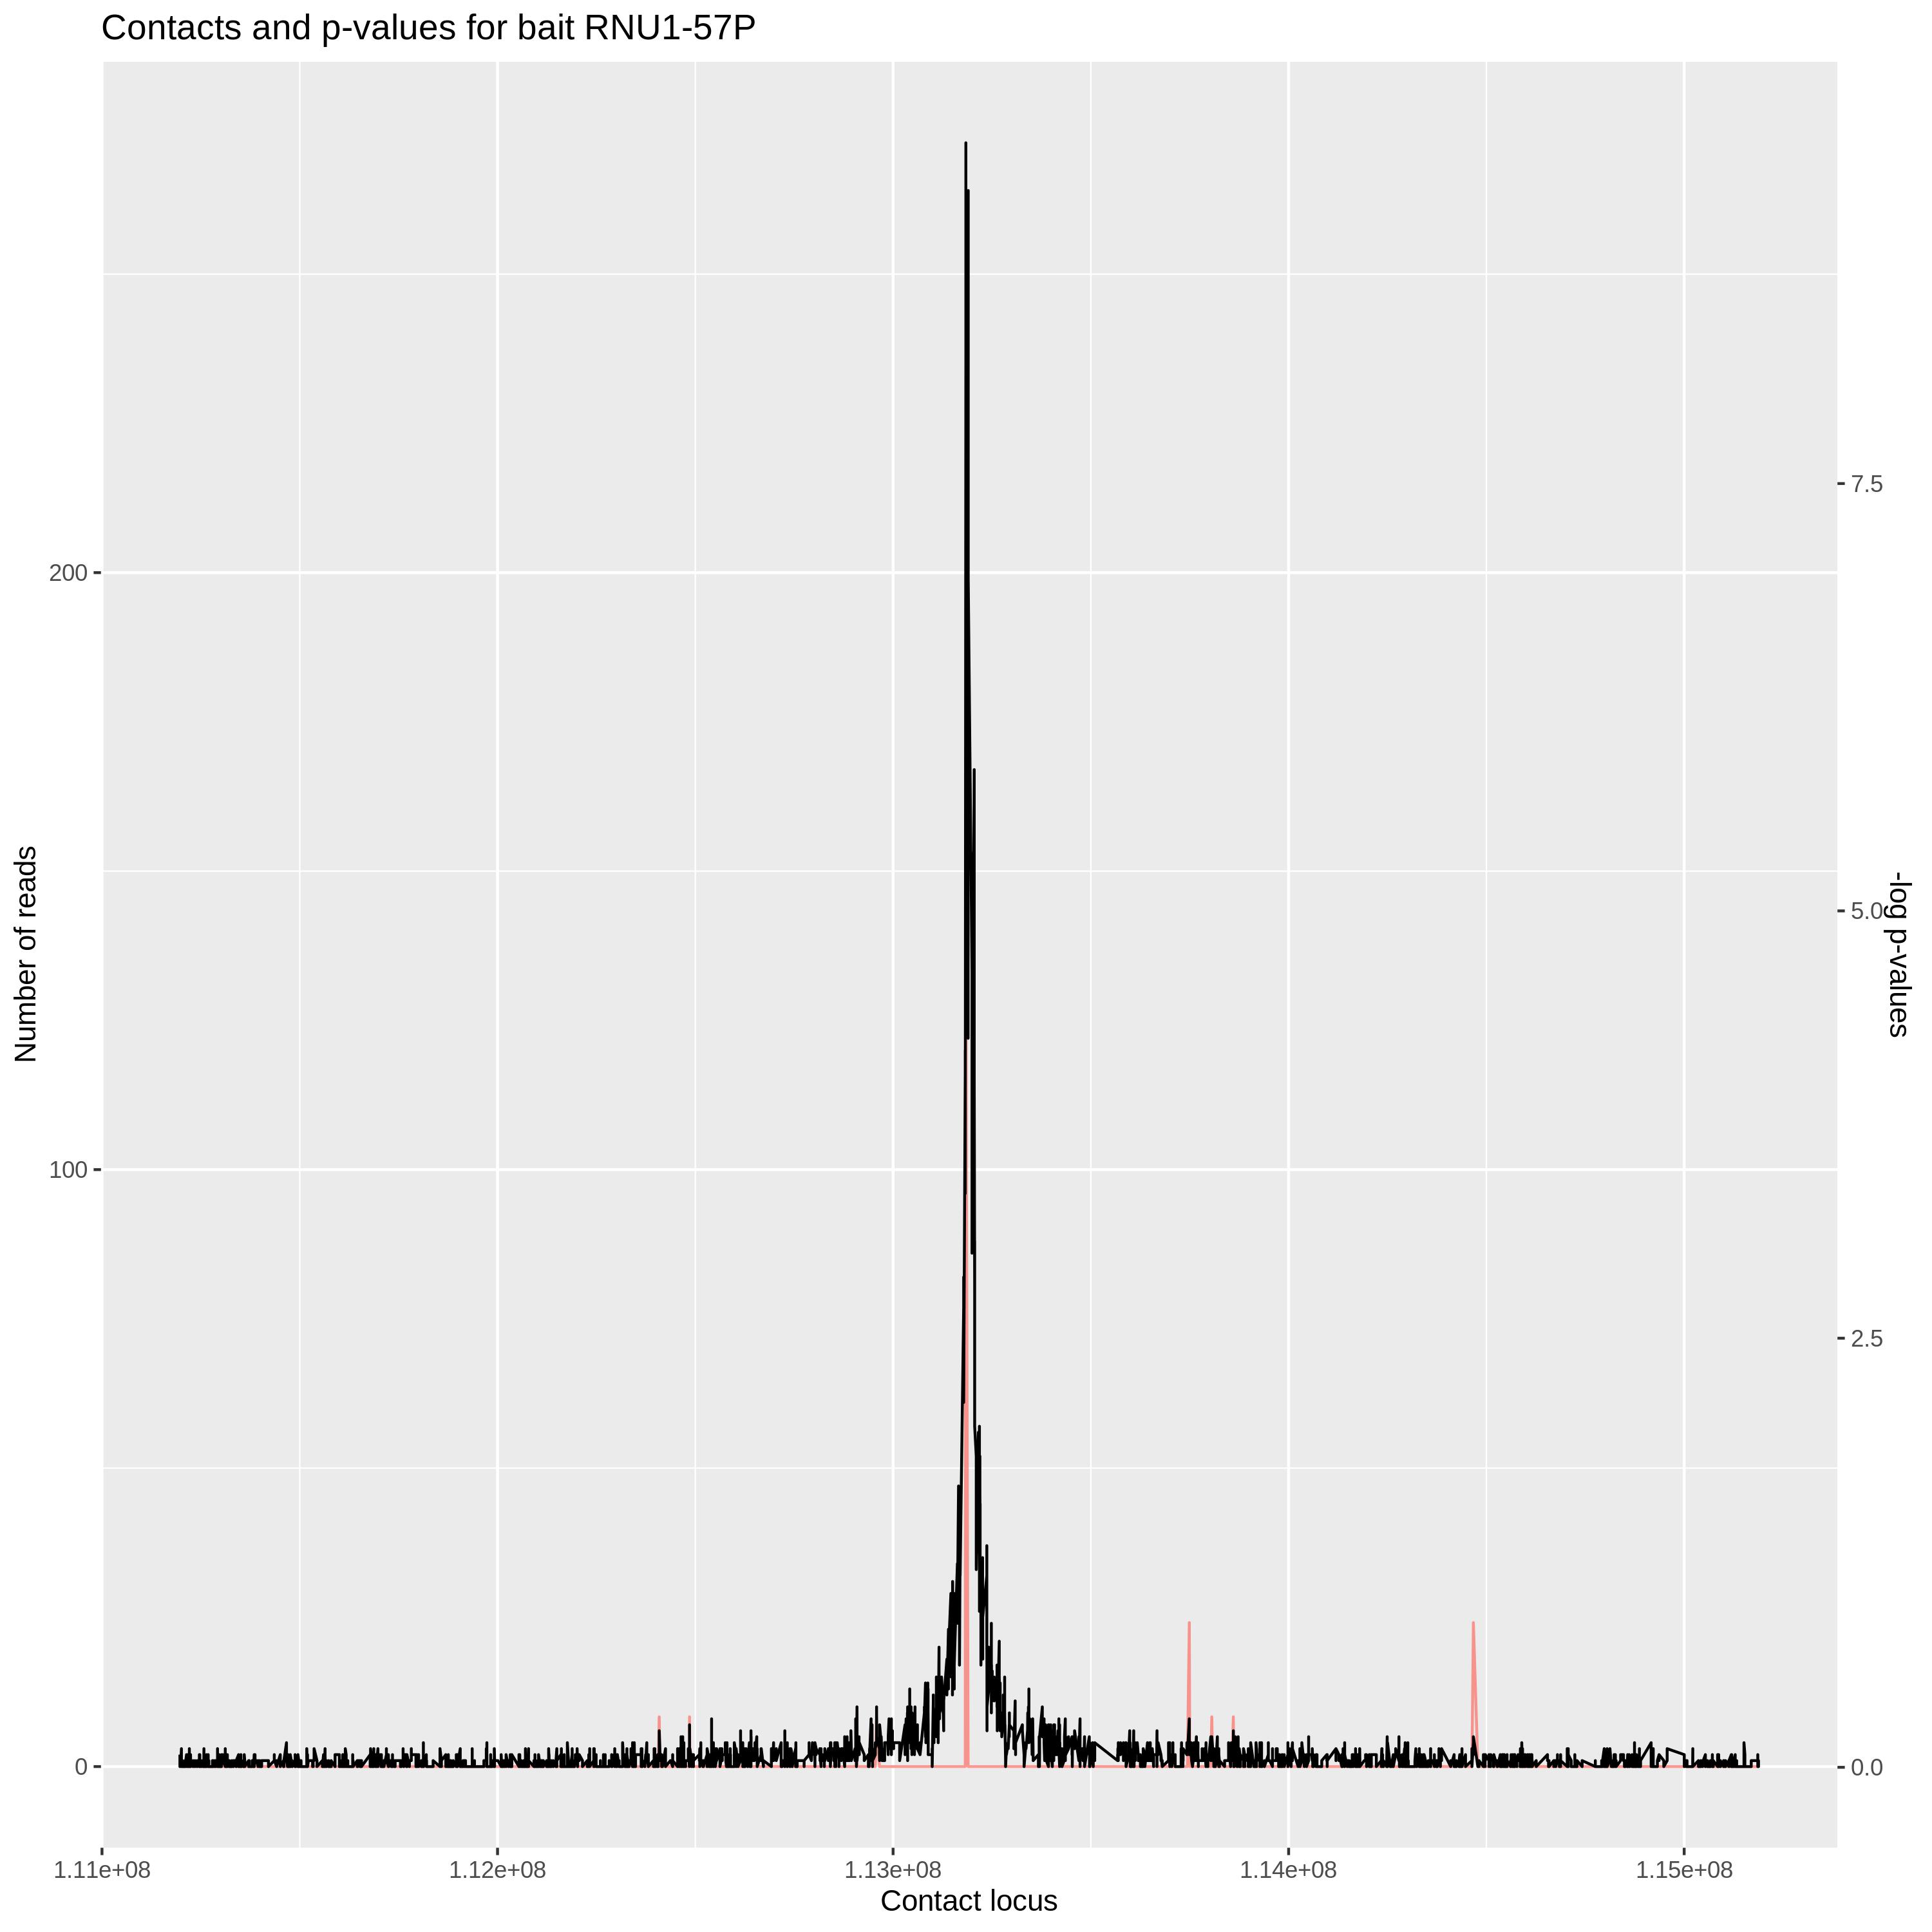 Contacts and p-values for bait RNU1-57P
Number of reads
200
100
0
7.5
5.0
2.5
0.0
-log p-values
1.11e+08 1.12e+08 1.13e+08 1.14e+08 1.15e+08
Contact locus